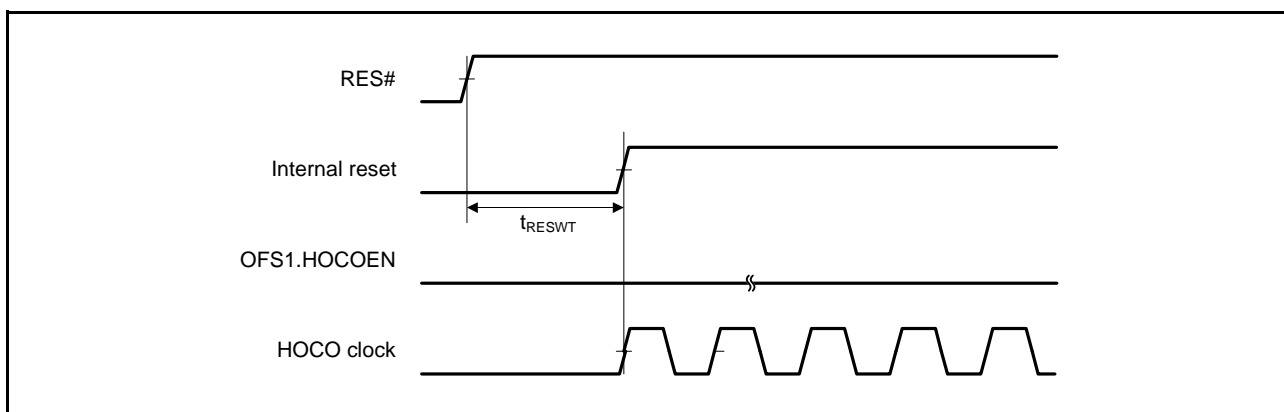 RES#
Internal reset
tRESWT
OFS1.HOCOEN
HOCO clock